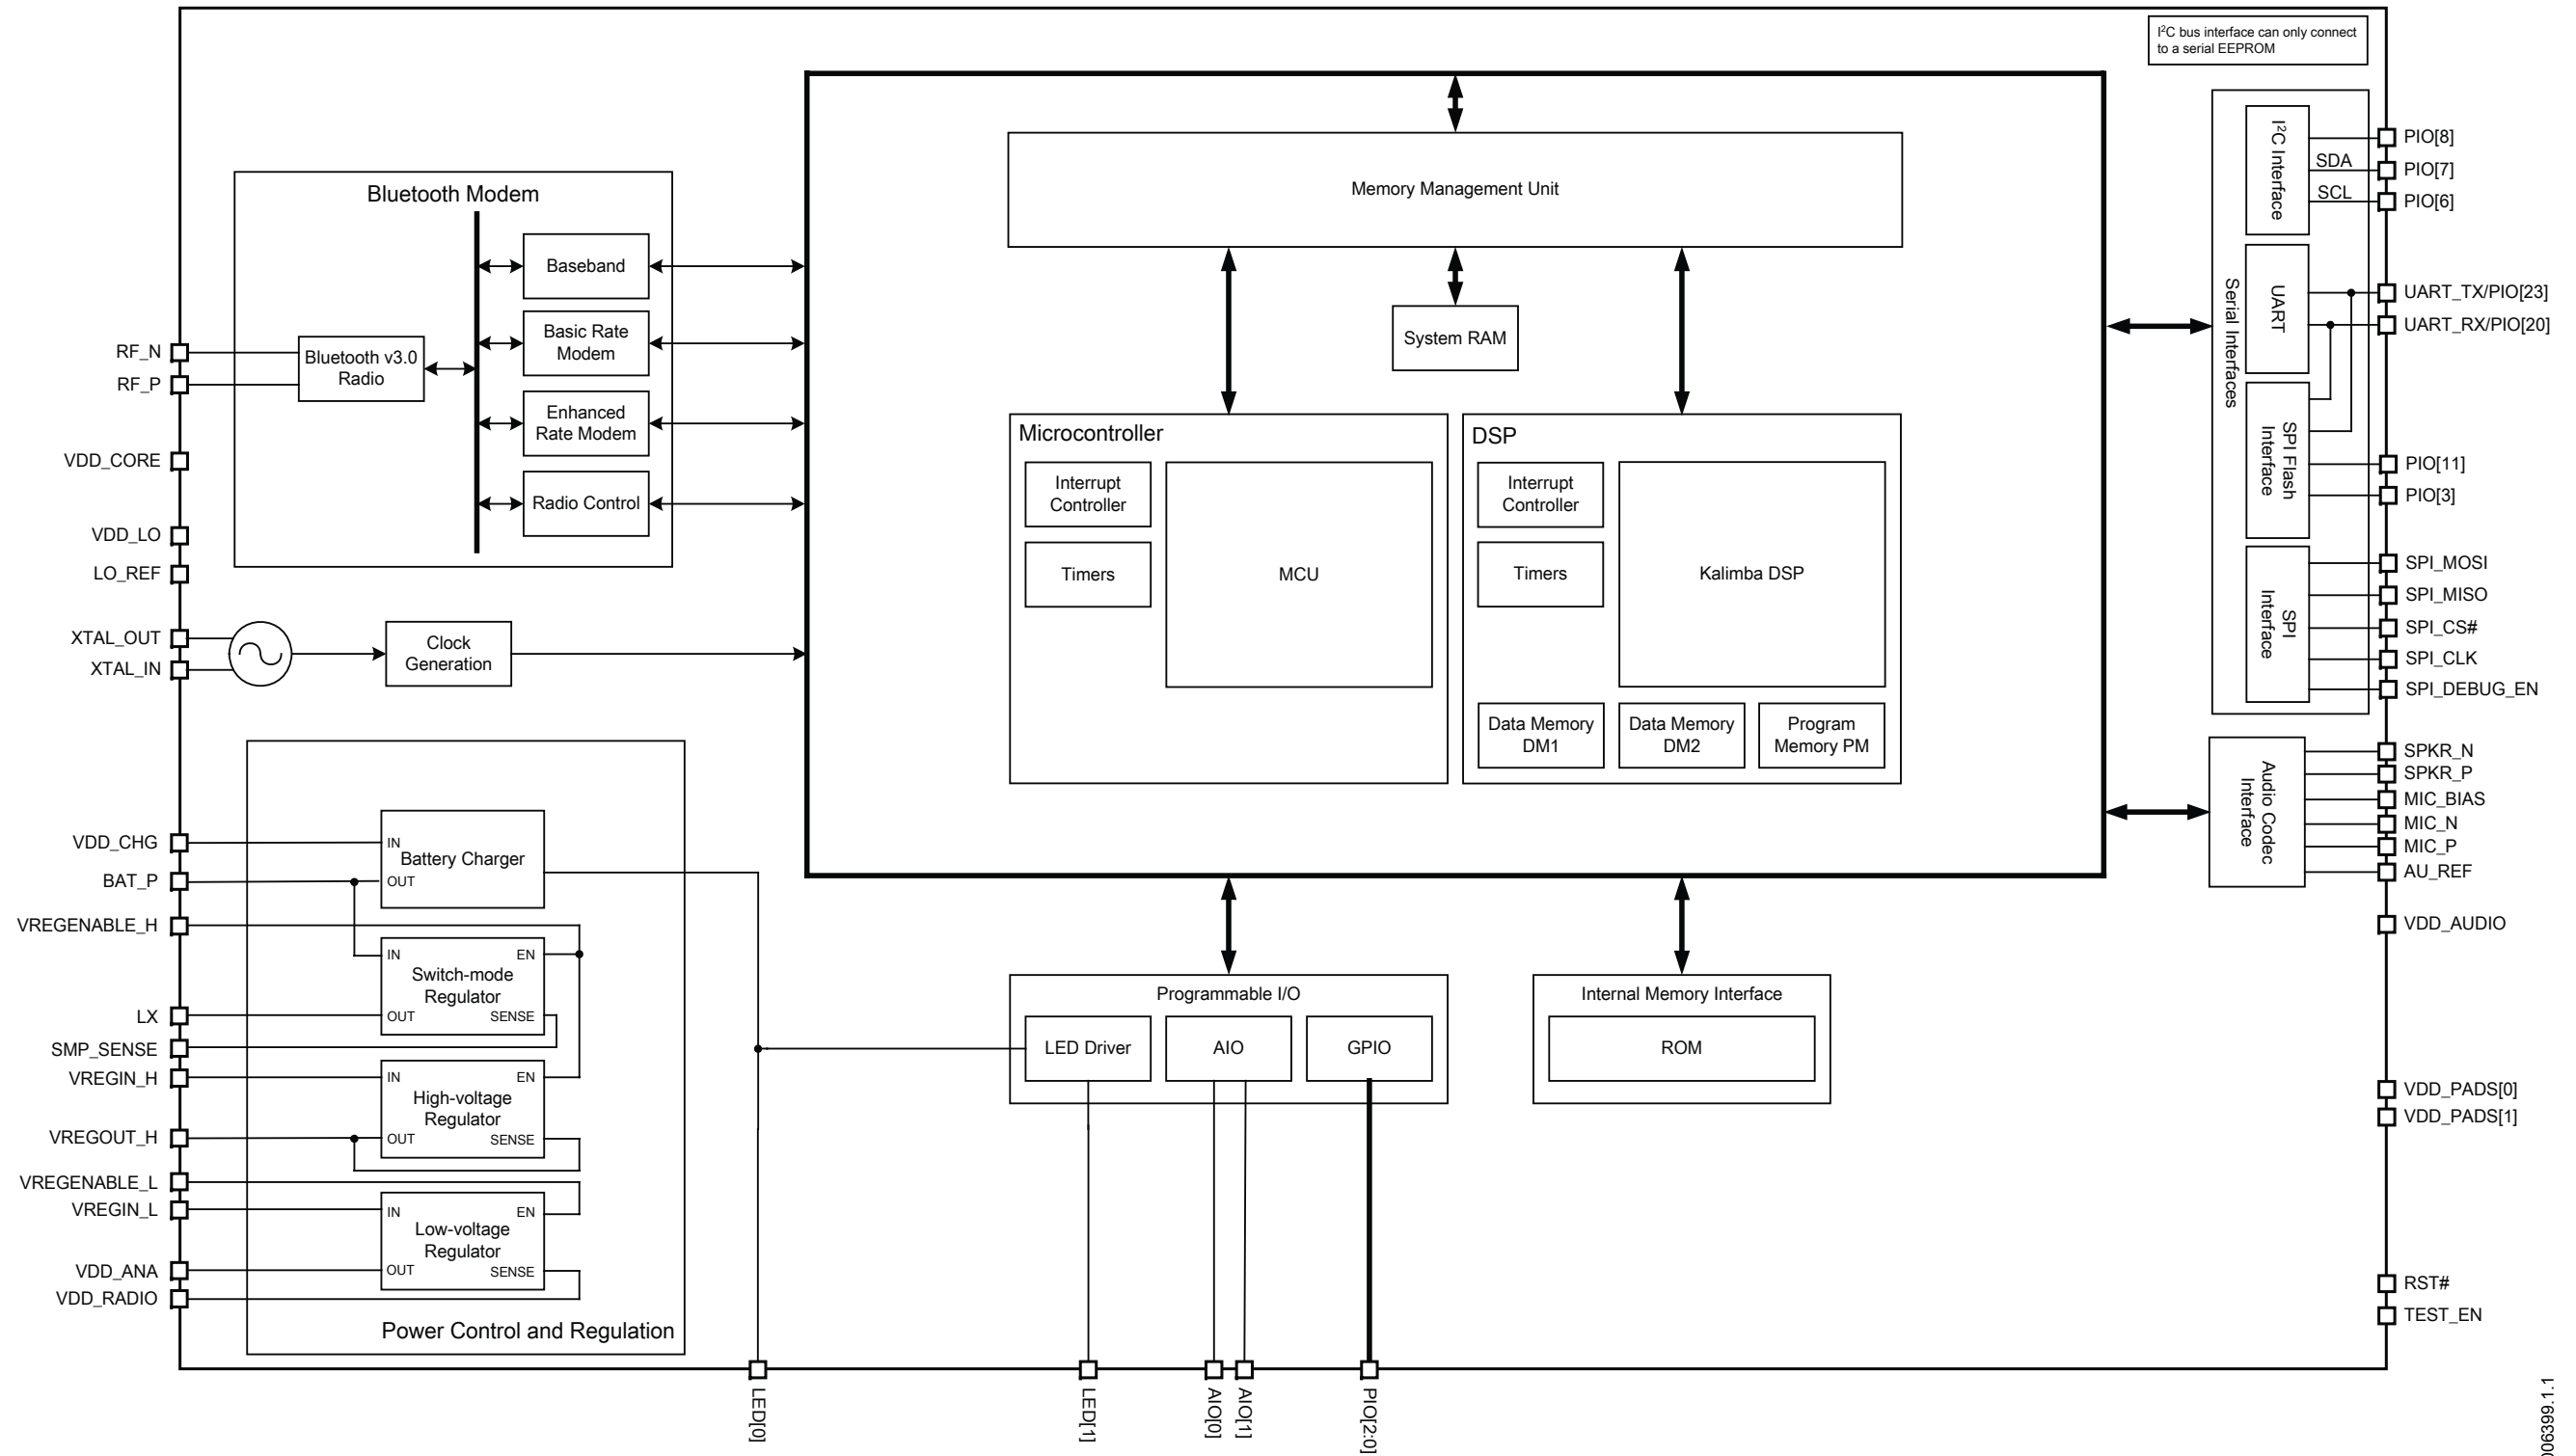 I²C bus interface can only connect
to a serial EEPROM
Bluetooth Modem
Baseband
Basic Rate
Modem
Enhanced
Rate Modem
Radio Control
Bluetooth v3.0
Radio
RF_N
RF_P
VDD_CORE
VDD_LO
LO_REF
XTAL_OUT
XTAL_IN
Clock
Generation
Memory Management Unit
System RAM
Microcontroller
Interrupt
Controller
Timers
MCU
DSP
Interrupt
Controller
Timers
Kalimba DSP
Data Memory
DM1
Data Memory
DM2
Program
Memory PM
Serial Interfaces
I²C Interface
SDA
SCL
PIO[8]
PIO[7]
PIO[6]
UART
UART_TX/PIO[23]
UART_RX/PIO[20]
SPI Flash
Interface
PIO[11]
PIO[3]
SPI
Interface
SPI_MOSI
SPI_MISO
SPI_CS#
SPI_CLK
SPI_DEBUG_EN
Audio Codec
Interface
SPKR_N
SPKR_P
MIC_BIAS
MIC_N
MIC_P
AU_REF
VDD_AUDIO
VDD_PADS[0]
VDD_PADS[1]
RST#
TEST_EN
VDD_CHG
BAT_P
VREGENABLE_H
LX
SMP_SENSE
VREGIN_H
VREGOUT_H
VREGENABLE_L
VREGIN_L
VDD_ANA
VDD_RADIO
IN
Battery Charger
OUT
IN
EN
Switch-mode
Regulator
OUT
SENSE
IN
EN
High-voltage
Regulator
OUT
SENSE
IN
EN
Low-voltage
Regulator
OUT
SENSE
Power Control and Regulation
Programmable I/O
LED Driver
AIO
GPIO
Internal Memory Interface
ROM
LED[0]
LED[1]
AIO[0]
AIO[1]
PIO[2:0]